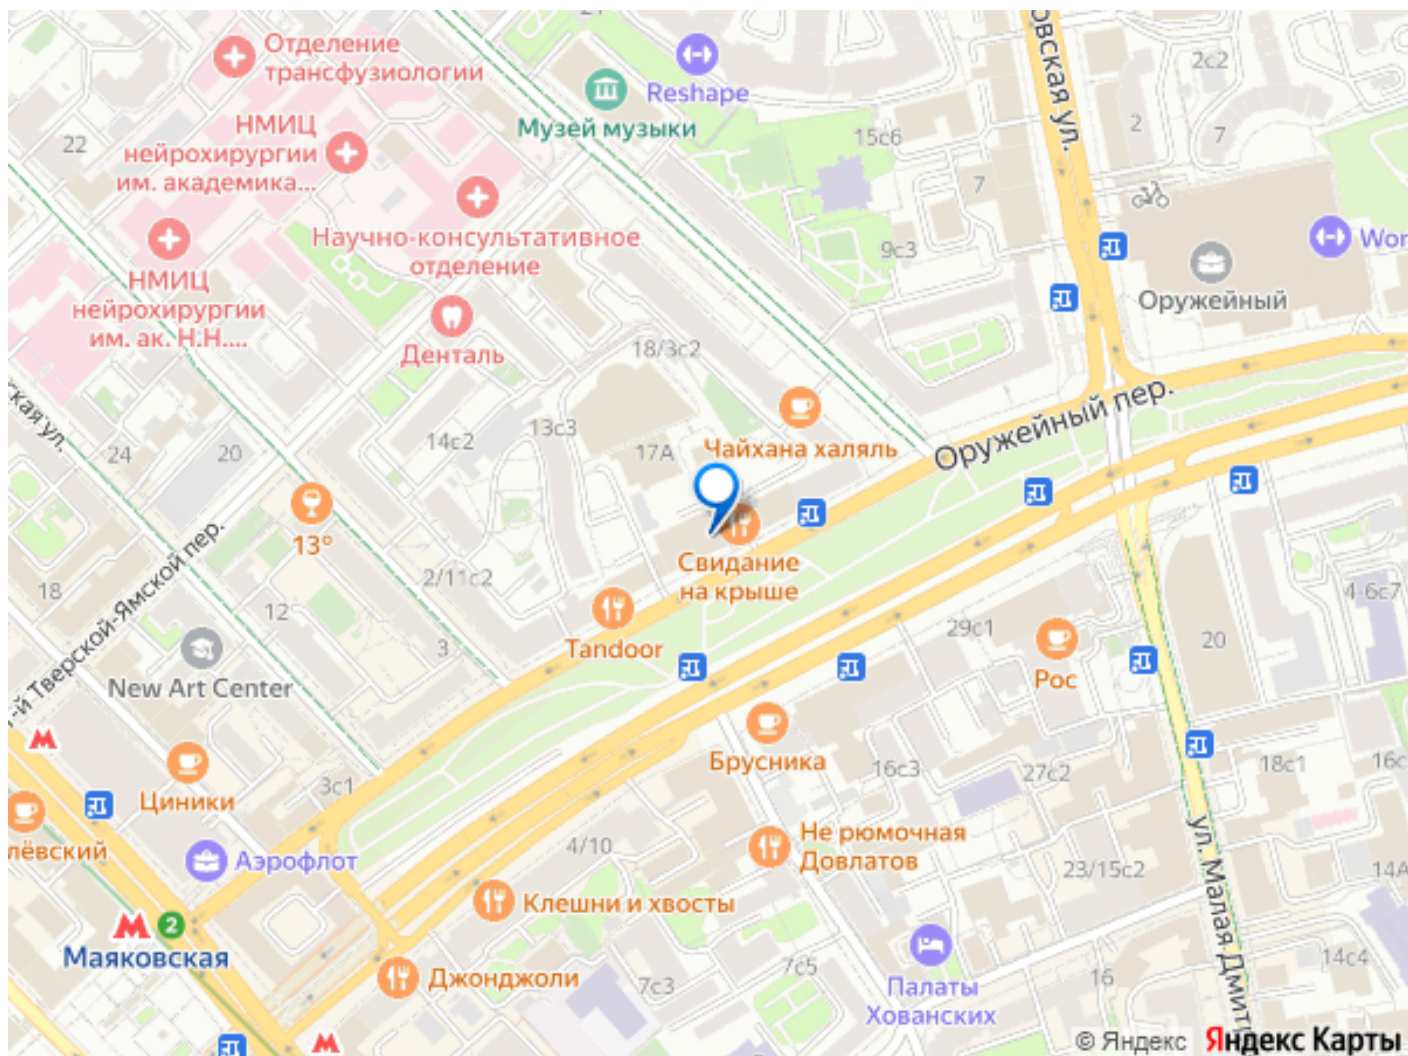 Отделение
трансфузиологии
Reshape
Музей музыки
2с2
22
НМИЦ
нейрохирургии
им. академика...
15с6
2
7
7
Научно-консультативное
отделение
9с3
Wor
НМИЦ
нейрохирургии
им. ак. Н.Н....
Оружейный
Денталь
18/3с2
Оружейный пер.
Чайхана халяль
13с3
14с2
17А
24
20
13°
Свидание
на крыше
2/11с2
18
12
4-6с7
Tandoor
29с1
20
3
Рос
New Art Center
Брусника
16с3
27с2
18с1
16с
3с1
Циники
лёвский
Аэрофлот
4/10
Не рюмочная
Довлатов
23/15с2
14А
Клешни и хвосты
2
Маяковская
Джонджоли
7с3
7с5
Палаты
Хованских
16
14с4
ул. Малая Дмит
© Яндекс Яндекс Карты